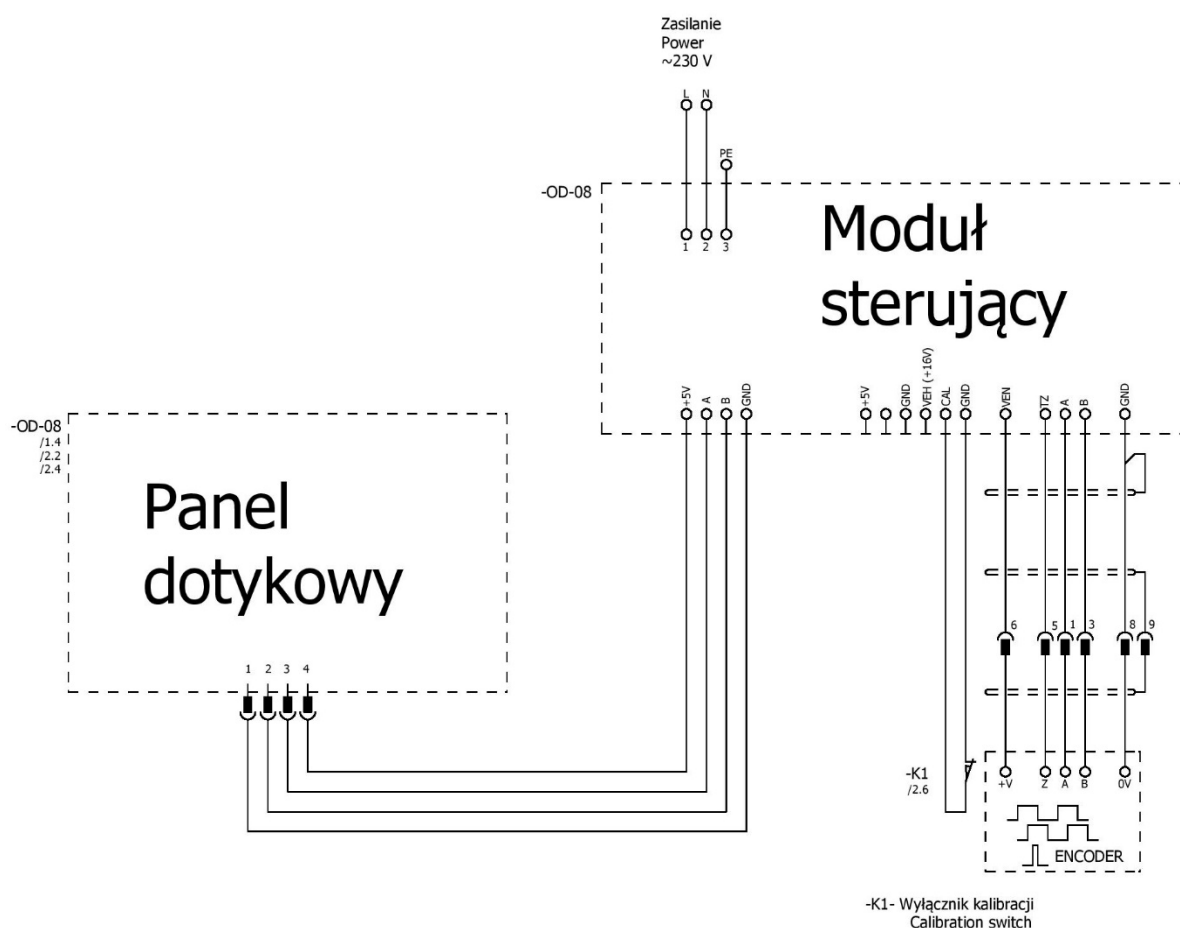 Zasilanie
Power
~230 V
L N
PE
-OD-08
1 2 3
Moduł
sterujący
+5V A B GND
+5V GND VEH (+16V) CAL GND VEN TZ A B GND
-OD-08
/1.4
/2.2
/2.4
Panel
dotykowy
1 2 3 4
6 5 1 3 8 9
-K1
/2.6
+V Z A B 0V
ENCODER
-K1- Wyłącznik kalibracji
Calibration switch